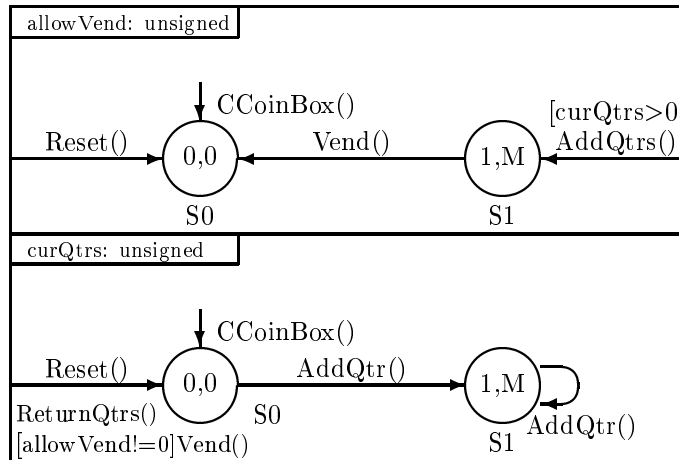 allowVend: unsigned
CCoinBox()
[curQtrs>0
Reset()
Vend()
AddQtrs()
0,0
1,M
S0
S1
curQtrs: unsigned
CCoinBox()
Reset()
AddQtr()
0,0
1,M
ReturnQtrs()
S0
AddQtr()
[allowVend!=0]Vend()
S1